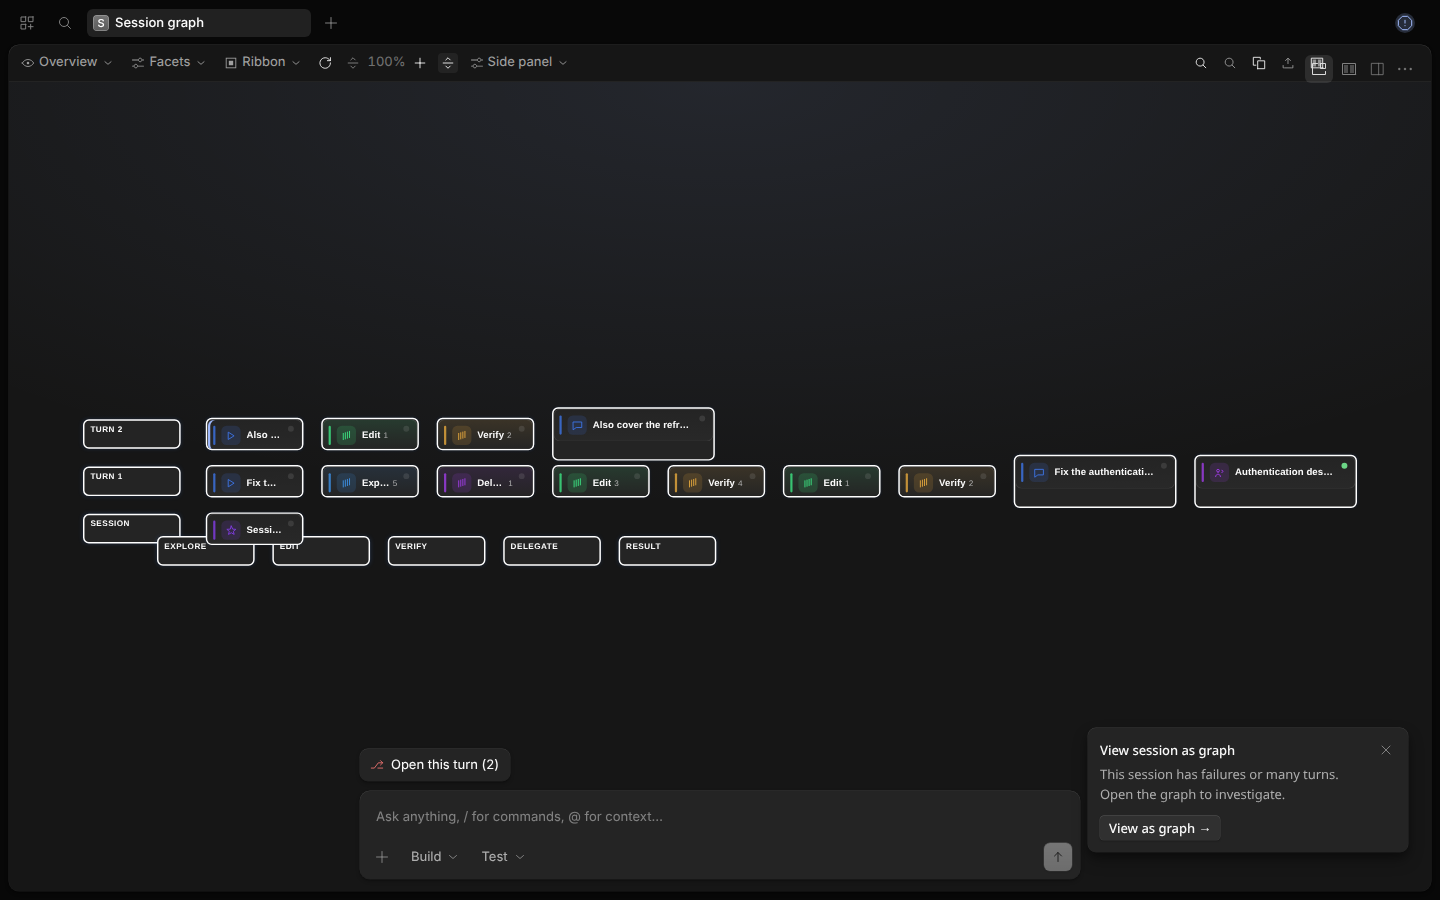 S Session graph
Overview Facets Ribbon 100% Side panel
TURN 2 Also ... Edit 1 Verify 2 Also cover the refr...
TURN 1 Fix t... Exp... 5 Del... 1 Edit 3 Verify 4 Edit 1 Verify 2 Fix the authenticati... Authentication des...
SESSION Sessi...
EXPLORE EDIT VERIFY DELEGATE RESULT
Open this turn (2)
Ask anything, / for commands, @ for context...
Build Test
View session as graph
This session has failures or many turns.
Open the graph to investigate.
View as graph →